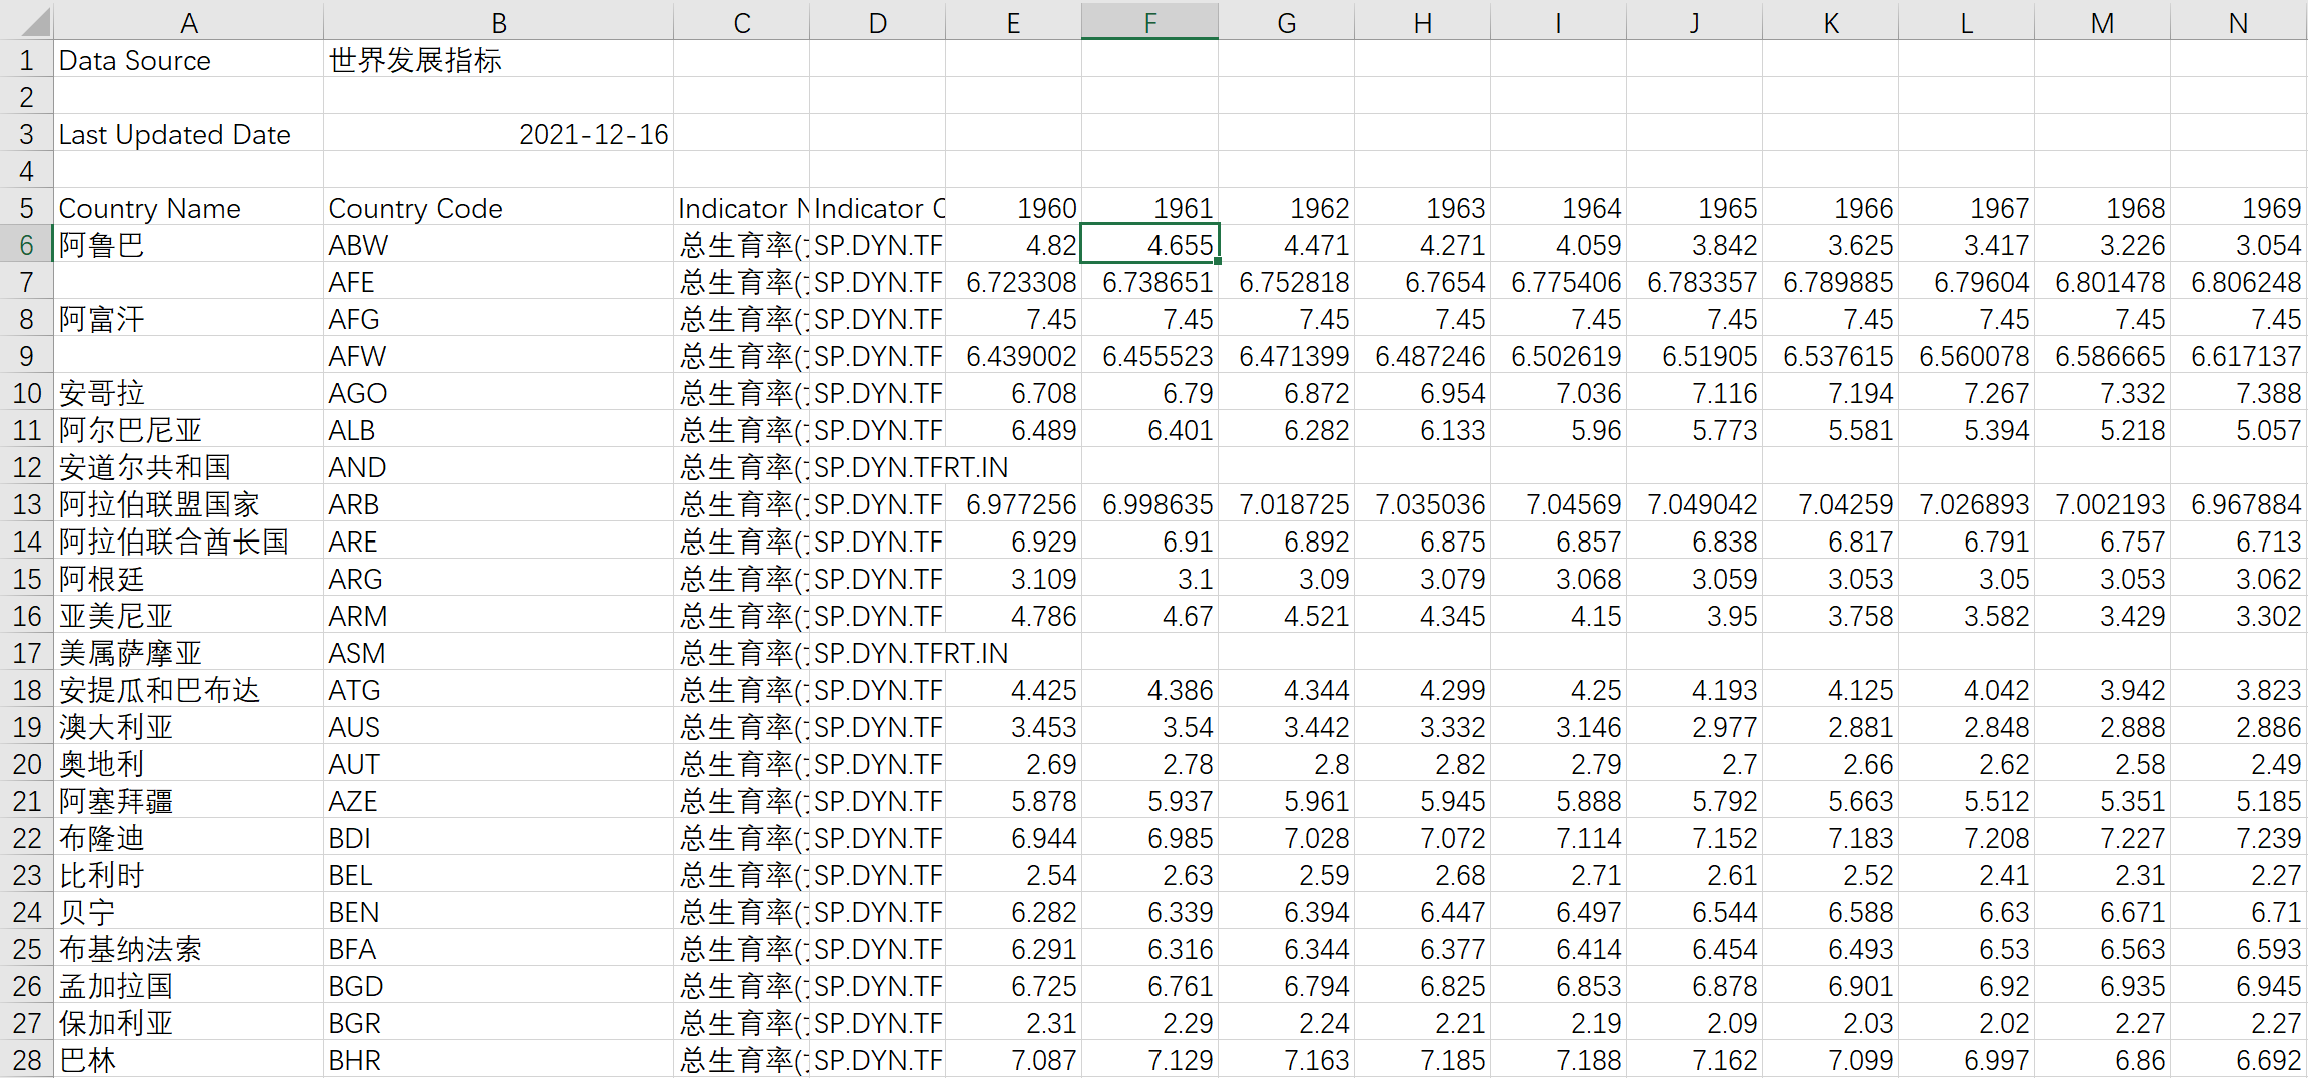 A B C D E F G H I J K L M N
1 Data Source 世界发展指标
2
3 Last Updated Date 2021-12-16
4
5 Country Name Country Code Indicator N Indicator C 1960 1961 1962 1963 1964 1965 1966 1967 1968 1969
6 阿鲁巴 ABW 总生育率( SP.DYN.TF 4.82 4.655 4.471 4.271 4.059 3.842 3.625 3.417 3.226 3.054
7 AFE 总生育率( SP.DYN.TF 6.723308 6.738651 6.752818 6.7654 6.775406 6.783357 6.789885 6.79604 6.801478 6.806248
8 阿富汗 AFG 总生育率( SP.DYN.TF 7.45 7.45 7.45 7.45 7.45 7.45 7.45 7.45 7.45 7.45
9 AFW 总生育率( SP.DYN.TF 6.439002 6.455523 6.471399 6.487246 6.502619 6.51905 6.537615 6.560078 6.586665 6.617137
10 安哥拉 AGO 总生育率( SP.DYN.TF 6.708 6.79 6.872 6.954 7.036 7.116 7.194 7.267 7.332 7.388
11 阿尔巴尼亚 ALB 总生育率( SP.DYN.TF 6.489 6.401 6.282 6.133 5.96 5.773 5.581 5.394 5.218 5.057
12 安道尔共和国 AND 总生育率( SP.DYN.TFRT.IN
13 阿拉伯联盟国家 ARB 总生育率( SP.DYN.TF 6.977256 6.998635 7.018725 7.035036 7.04569 7.049042 7.04259 7.026893 7.002193 6.967884
14 阿拉伯联合酋长国 ARE 总生育率( SP.DYN.TF 6.929 6.91 6.892 6.875 6.857 6.838 6.817 6.791 6.757 6.713
15 阿根廷 ARG 总生育率( SP.DYN.TF 3.109 3.1 3.09 3.079 3.068 3.059 3.053 3.05 3.053 3.062
16 亚美尼亚 ARM 总生育率( SP.DYN.TF 4.786 4.67 4.521 4.345 4.15 3.95 3.758 3.582 3.429 3.302
17 美属萨摩亚 ASM 总生育率( SP.DYN.TFRT.IN
18 安提瓜和巴布达 ATG 总生育率( SP.DYN.TF 4.425 4.386 4.344 4.299 4.25 4.193 4.125 4.042 3.942 3.823
19 澳大利亚 AUS 总生育率( SP.DYN.TF 3.453 3.54 3.442 3.332 3.146 2.977 2.881 2.848 2.888 2.886
20 奥地利 AUT 总生育率( SP.DYN.TF 2.69 2.78 2.8 2.82 2.79 2.7 2.66 2.62 2.58 2.49
21 阿塞拜疆 AZE 总生育率( SP.DYN.TF 5.878 5.937 5.961 5.945 5.888 5.792 5.663 5.512 5.351 5.185
22 布隆迪 BDI 总生育率( SP.DYN.TF 6.944 6.985 7.028 7.072 7.114 7.152 7.183 7.208 7.227 7.239
23 比利时 BEL 总生育率( SP.DYN.TF 2.54 2.63 2.59 2.68 2.71 2.61 2.52 2.41 2.31 2.27
24 贝宁 BEN 总生育率( SP.DYN.TF 6.282 6.339 6.394 6.447 6.497 6.544 6.588 6.63 6.671 6.71
25 布基纳法索 BFA 总生育率( SP.DYN.TF 6.291 6.316 6.344 6.377 6.414 6.454 6.493 6.53 6.563 6.593
26 孟加拉国 BGD 总生育率( SP.DYN.TF 6.725 6.761 6.794 6.825 6.853 6.878 6.901 6.92 6.935 6.945
27 保加利亚 BGR 总生育率( SP.DYN.TF 2.31 2.29 2.24 2.21 2.19 2.09 2.03 2.02 2.27 2.27
28 巴林 BHR 总生育率( SP.DYN.TF 7.087 7.129 7.163 7.185 7.188 7.162 7.099 6.997 6.86 6.692